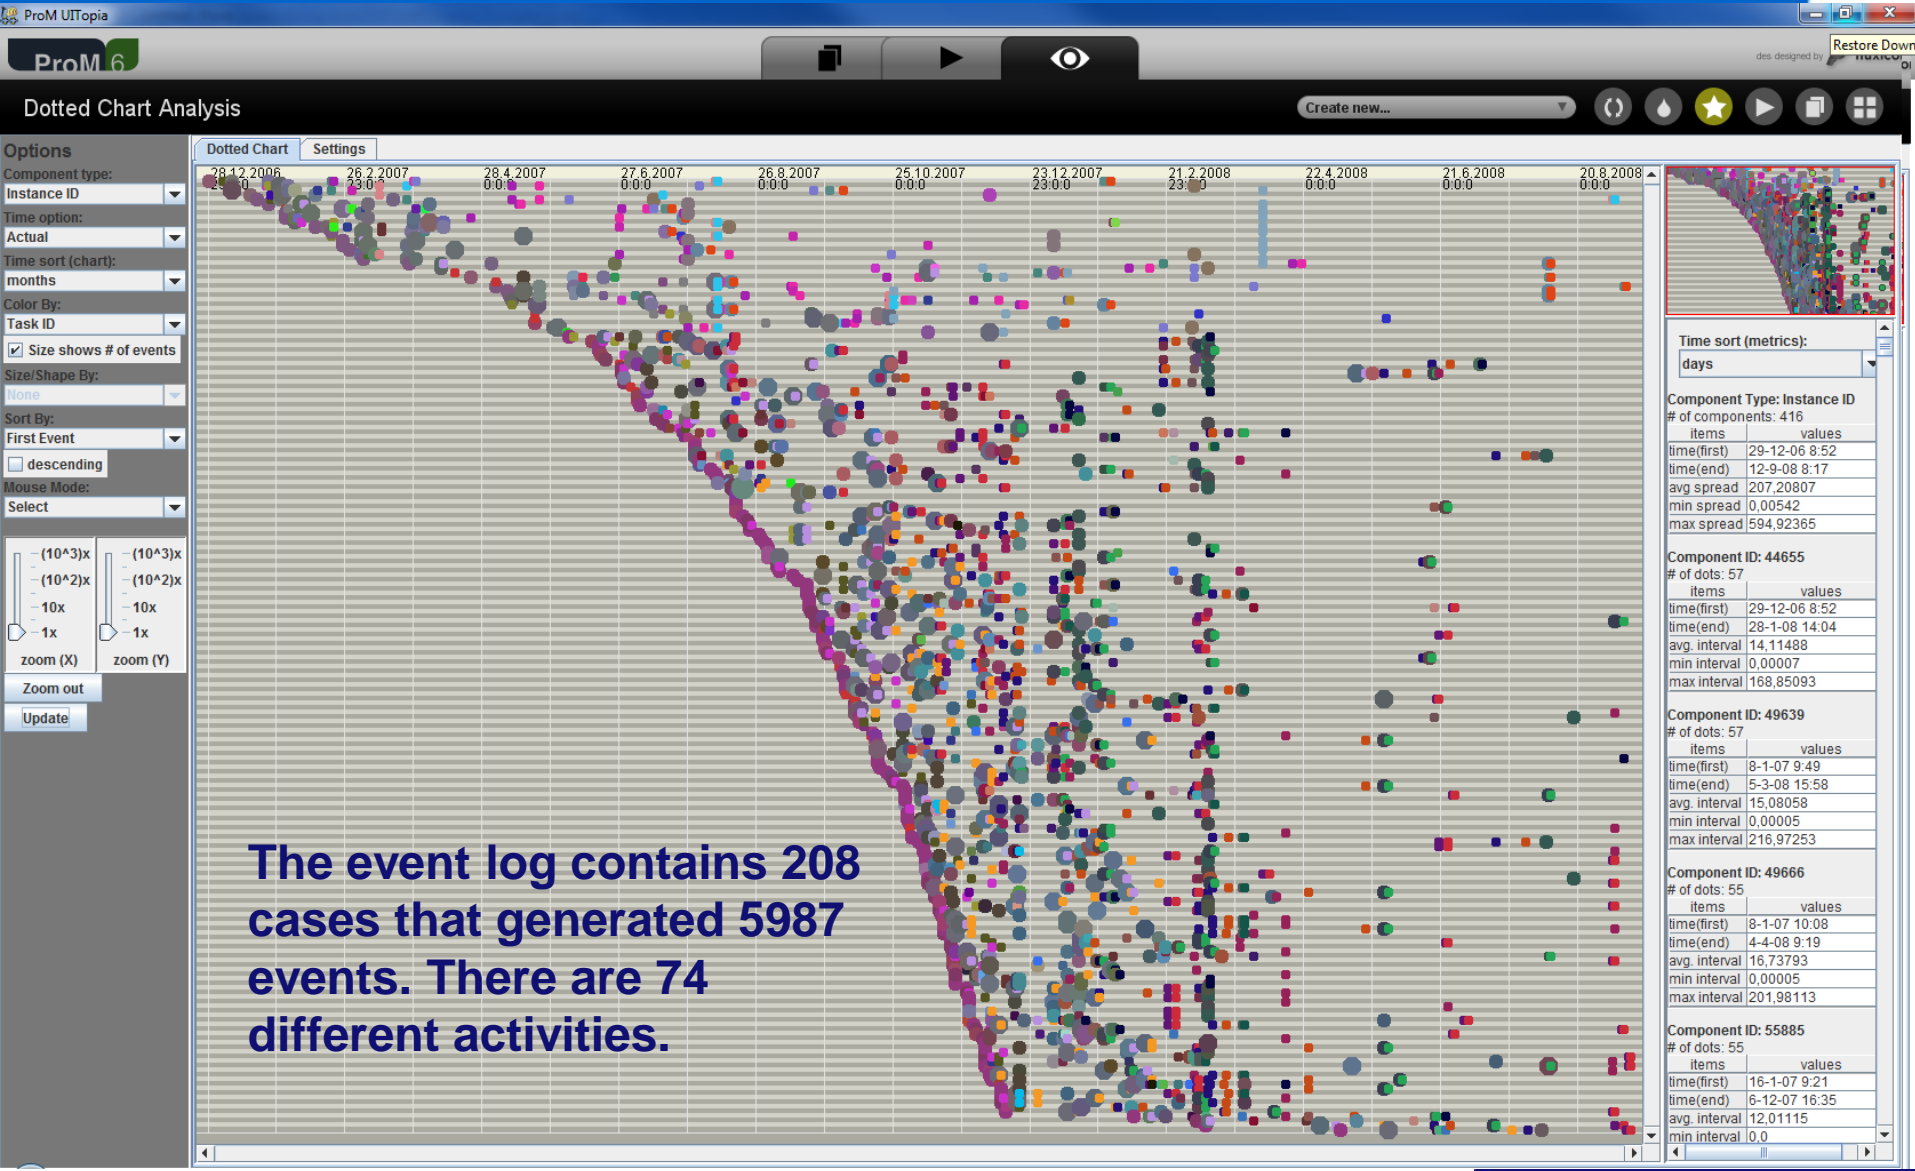 ProM UITopia
ProM 6
des designed by
Restore Down
Dotted Chart Analysis
Create new...
Options
Component type:
Instance ID
Time option:
Actual
Time sort (chart):
months
Color By:
Task ID
Size shows # of events
Size/Shape By:
None
Sort By:
First Event
descending
Mouse Mode:
Select
(10^3)x (10^3)x
(10^2)x (10^2)x
10x 10x
1x 1x
zoom (X) zoom (Y)
Zoom out
Update
Dotted Chart Settings
28.12.2006 26.2.2007 28.4.2007 27.6.2007 26.8.2007 25.10.2007 23.12.2007 21.2.2008 22.4.2008 21.6.2008 20.8.2008
23:0:0 0:0:0 0:0:0 0:0:0 0:0:0 23:0:0 0:0:0 0:0:0 0:0:0
The event log contains 208
cases that generated 5987
events. There are 74
different activities.
Time sort (metrics):
days
Component Type: Instance ID
# of components: 416
items values
time(first) 29-12-06 8:52
time(end) 12-9-08 8:17
avg spread 207,20807
min spread 0,00542
max spread 594,92365
Component ID: 44655
# of dots: 57
items values
time(first) 29-12-06 8:52
time(end) 28-1-08 14:04
avg. interval 14,11488
min interval 0,00007
max interval 168,85093
Component ID: 49639
# of dots: 57
items values
time(first) 8-1-07 9:49
time(end) 5-3-08 15:58
avg. interval 15,08058
min interval 0,00005
max interval 216,97253
Component ID: 49666
# of dots: 55
items values
time(first) 8-1-07 10:08
time(end) 4-4-08 9:19
avg. interval 16,73793
min interval 0,00005
max interval 201,98113
Component ID: 55885
# of dots: 55
items values
time(first) 16-1-07 9:21
time(end) 6-12-07 16:35
avg. interval 12,01115
min interval 0,0